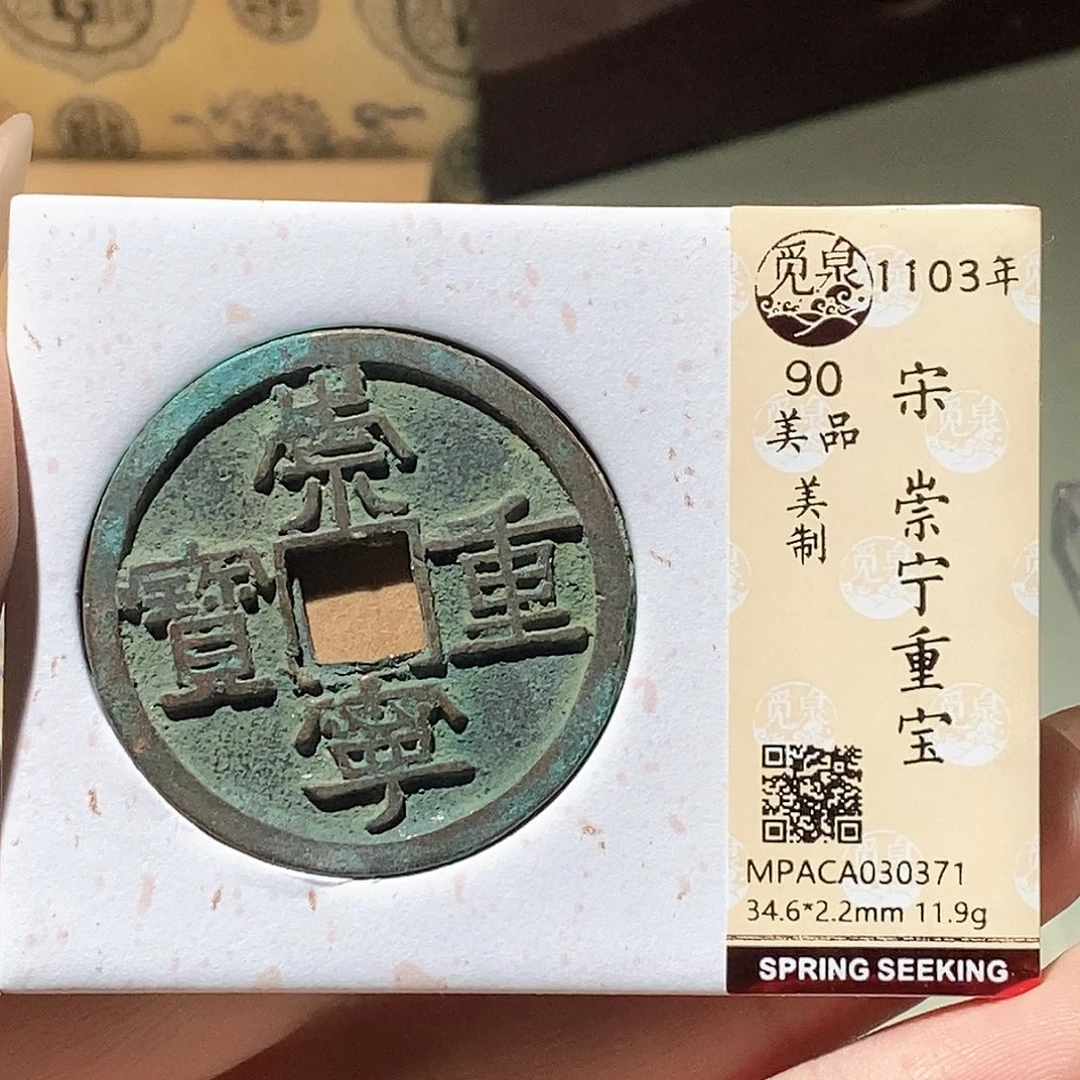 崇
重
寳
寧
觅泉
1103年
90
美品
美制
宋 崇宁重宝
MPACA030371
34.6*2.2mm 11.9g
SPRING SEEKING